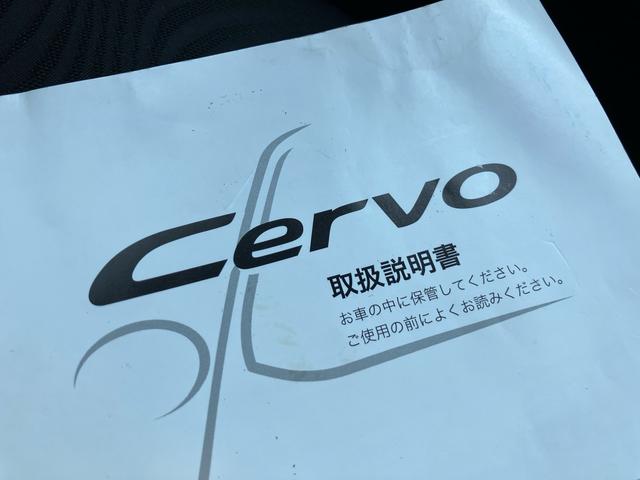 Cervo
取扱説明書
お車の中に保管してください。
ご使用の前によくお読みください。